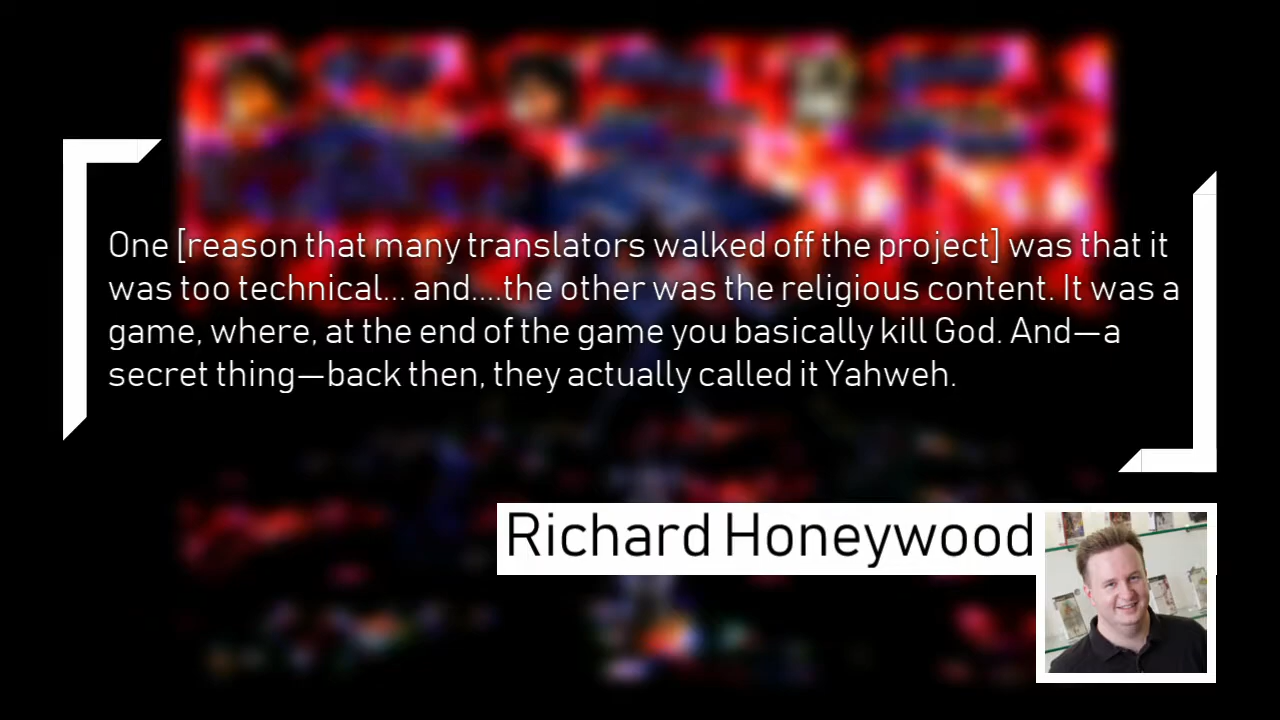 One [reason that many translators walked off the project] was that it
was too technical... and....the other was the religious content. It was a
game, where, at the end of the game you basically kill God. And—a
secret thing—back then, they actually called it Yahweh.
Richard Honeywood